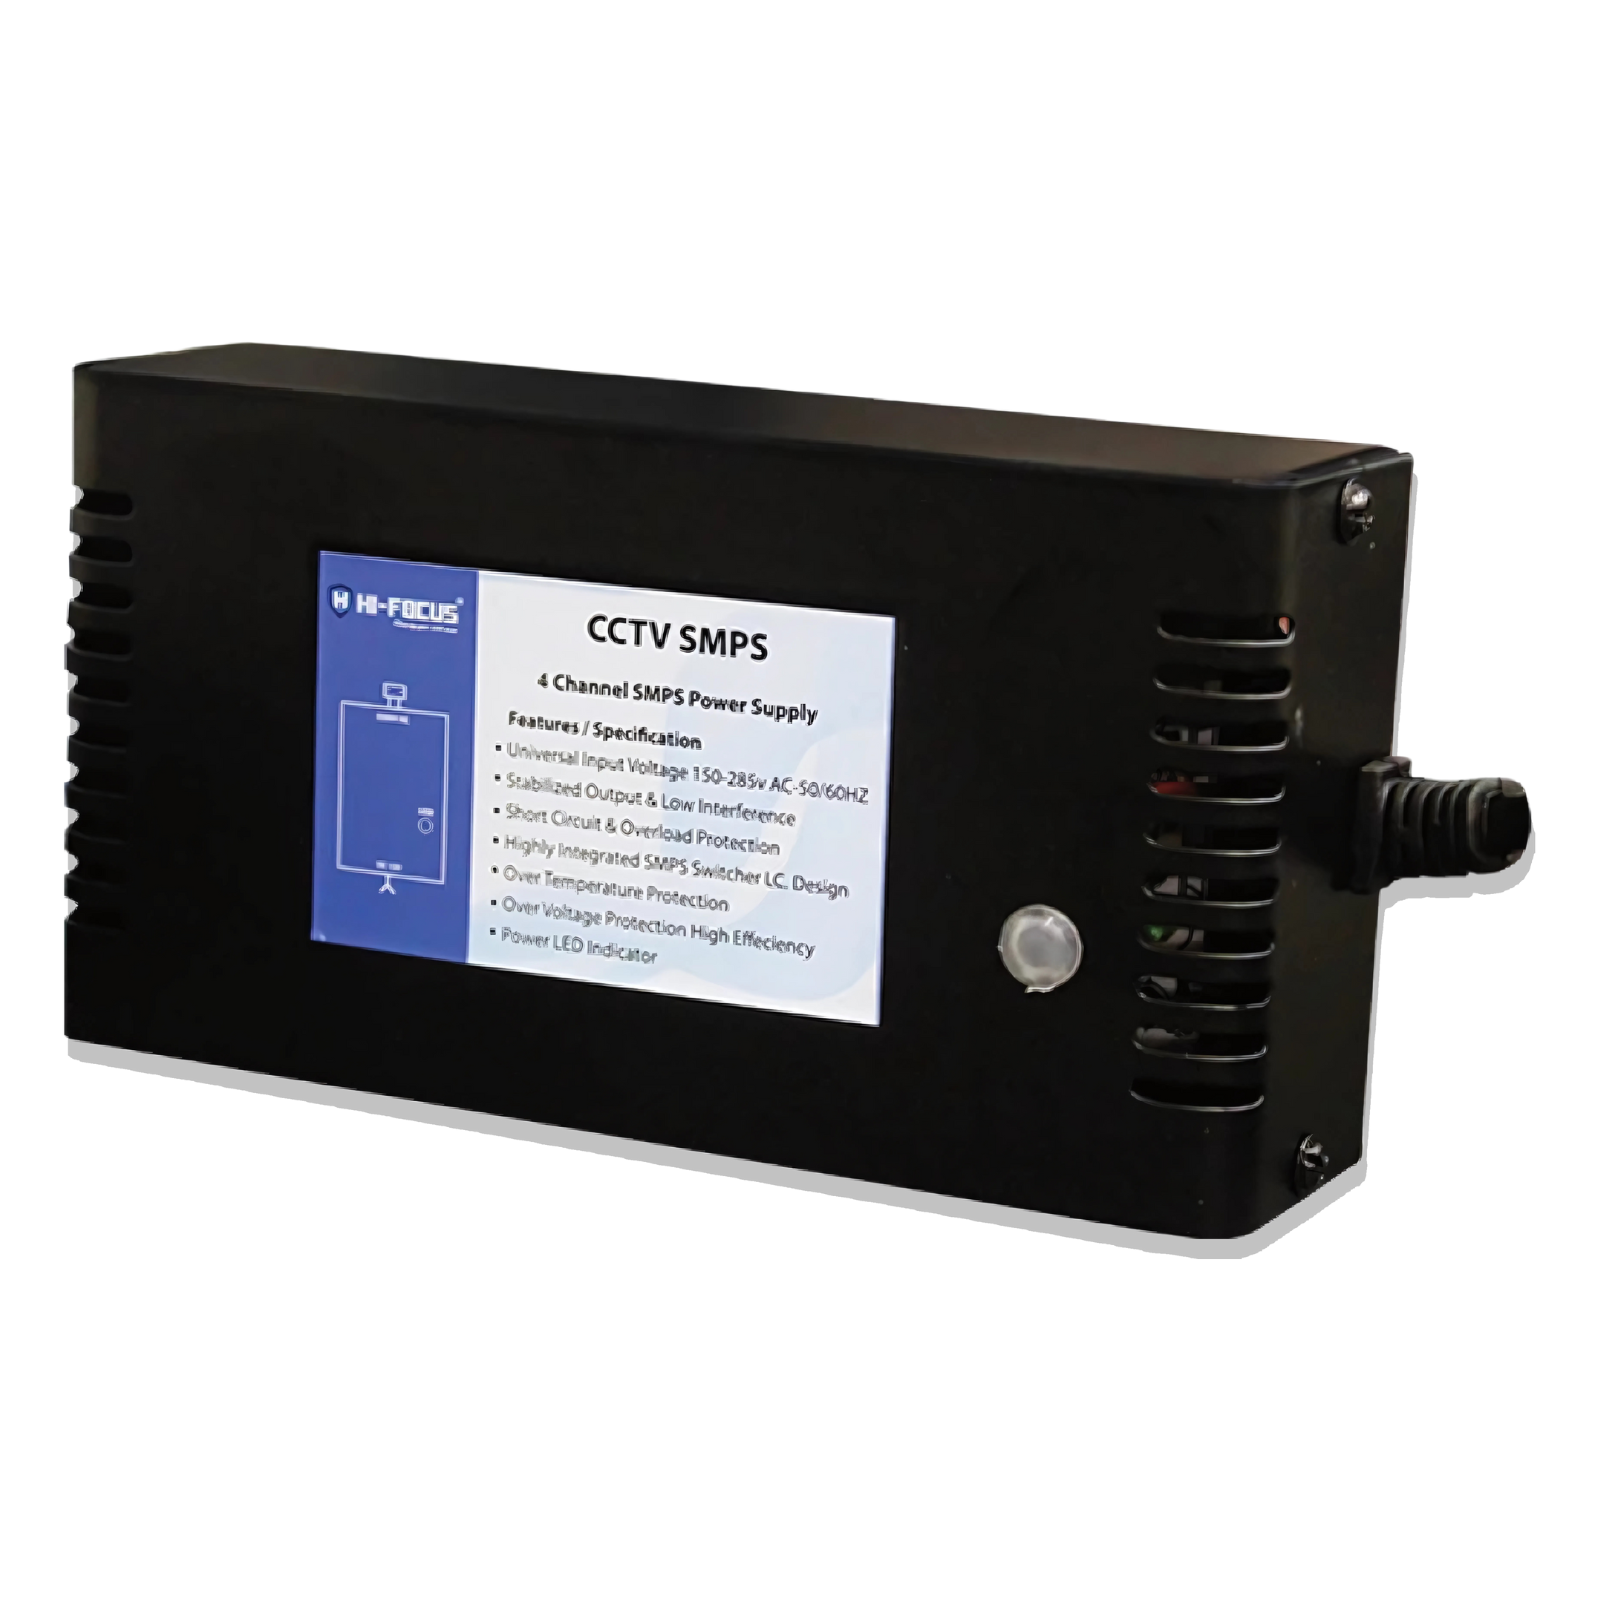 HI-FOCUS
CCTV SMPS
4 Channel SMPS Power Supply
Features / Specification
• Universal Input Voltage 150-285v AC-50/60HZ
• Stabilized Output & Low Interference
• Short Circuit & Overload Protection
• Highly Integrated SMPS Switcher I.C. Design
• Over Temperature Protection
• Over Voltage Protection High Effeciency
• Power LED Indicator